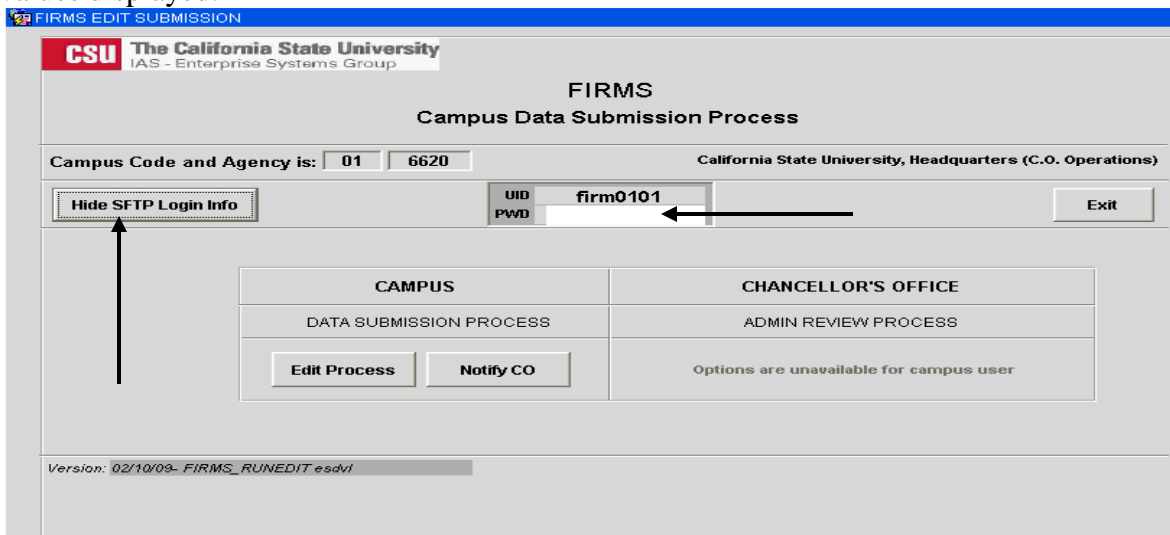 values displayed.
FIRMS EDIT SUBMISSION
CSU The California State University
IAS - Enterprise Systems Group
FIRMS
Campus Data Submission Process
Campus Code and Agency is: 01 6620 California State University, Headquarters (C.O. Operations)
Hide SFTP Login Info UID firm0101 Exit
PWD
CAMPUS CHANCELLOR'S OFFICE
DATA SUBMISSION PROCESS ADMIN REVIEW PROCESS
Edit Process Notify CO Options are unavailable for campus user
Version: 02/10/09- FIRMS_RUNEDIT esdvl